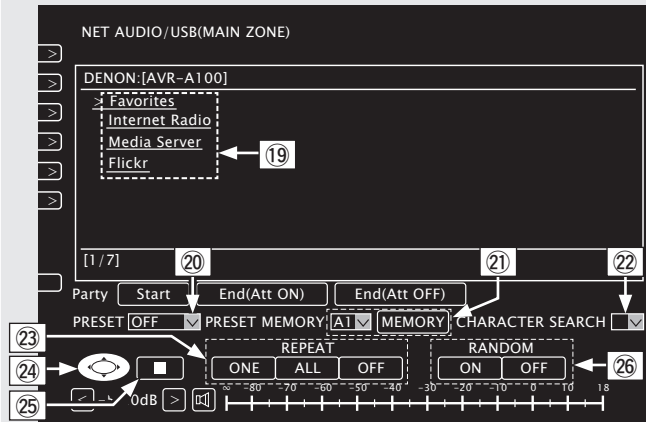 NET AUDIO/USB(MAIN ZONE)
>
>
DENON:[AVR–A100]
>
> Favorites
>
Internet Radio
⑲
>
Media Server
Flickr
>
[1/7]
⑳
㉑
㉒
Party Start End(Att ON) End(Att OFF)
PRESET OFF PRESET MEMORY A1 MEMORY CHARACTER SEARCH
㉓
REPEAT RANDOM
㉔
ONE ALL OFF ON OFF
㉖
㉕
∞ –80 –70 –60 –50 –40 –30 –20 –10 0 10 18
< 0dB >